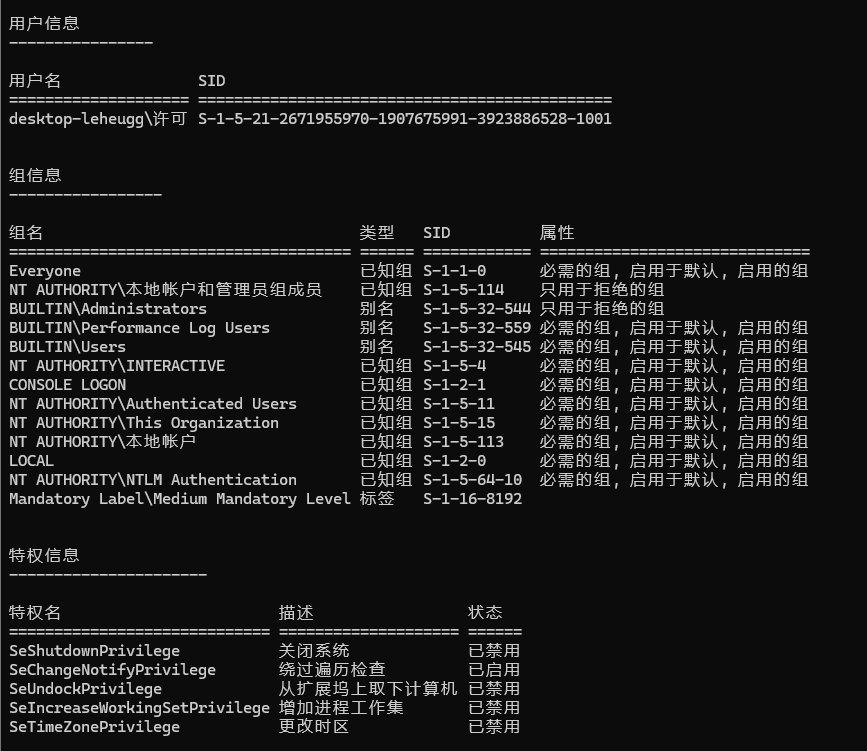 用户信息
----------------
用户名 SID
==================== ==============================================
desktop-leheugg\许可 S-1-5-21-2671955970-1907675991-3923886528-1001
组信息
-----------------
组名 类型 SID 属性
====================================== ====== ============ ==============================
Everyone 已知组 S-1-1-0 必需的组, 启用于默认, 启用的组
NT AUTHORITY\本地帐户和管理员组成员 已知组 S-1-5-114 只用于拒绝的组
BUILTIN\Administrators 别名 S-1-5-32-544 只用于拒绝的组
BUILTIN\Performance Log Users 别名 S-1-5-32-559 必需的组, 启用于默认, 启用的组
BUILTIN\Users 别名 S-1-5-32-545 必需的组, 启用于默认, 启用的组
NT AUTHORITY\INTERACTIVE 已知组 S-1-5-4 必需的组, 启用于默认, 启用的组
CONSOLE LOGON 已知组 S-1-2-1 必需的组, 启用于默认, 启用的组
NT AUTHORITY\Authenticated Users 已知组 S-1-5-11 必需的组, 启用于默认, 启用的组
NT AUTHORITY\This Organization 已知组 S-1-5-15 必需的组, 启用于默认, 启用的组
NT AUTHORITY\本地帐户 已知组 S-1-5-113 必需的组, 启用于默认, 启用的组
LOCAL 已知组 S-1-2-0 必需的组, 启用于默认, 启用的组
NT AUTHORITY\NTLM Authentication 已知组 S-1-5-64-10 必需的组, 启用于默认, 启用的组
Mandatory Label\Medium Mandatory Level 标签 S-1-16-8192
特权信息
----------------------
特权名 描述 状态
============================= ==================== ======
SeShutdownPrivilege 关闭系统 已禁用
SeChangeNotifyPrivilege 绕过遍历检查 已启用
SeUndockPrivilege 从扩展坞上取下计算机 已禁用
SeIncreaseWorkingSetPrivilege 增加进程工作集 已禁用
SeTimeZonePrivilege 更改时区 已禁用